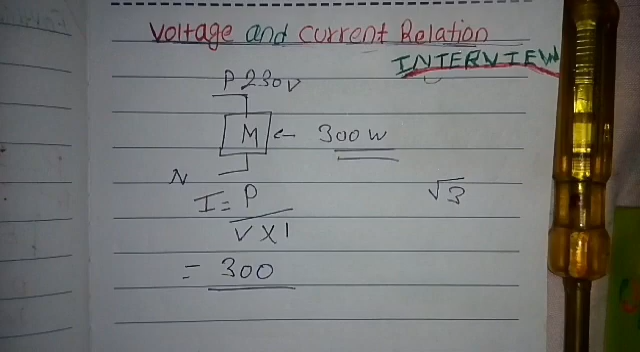 Voltage and current Relation
INTERVIEW
P 230V
M ← 300 W
N
I = P
V X 1
√3
= 300